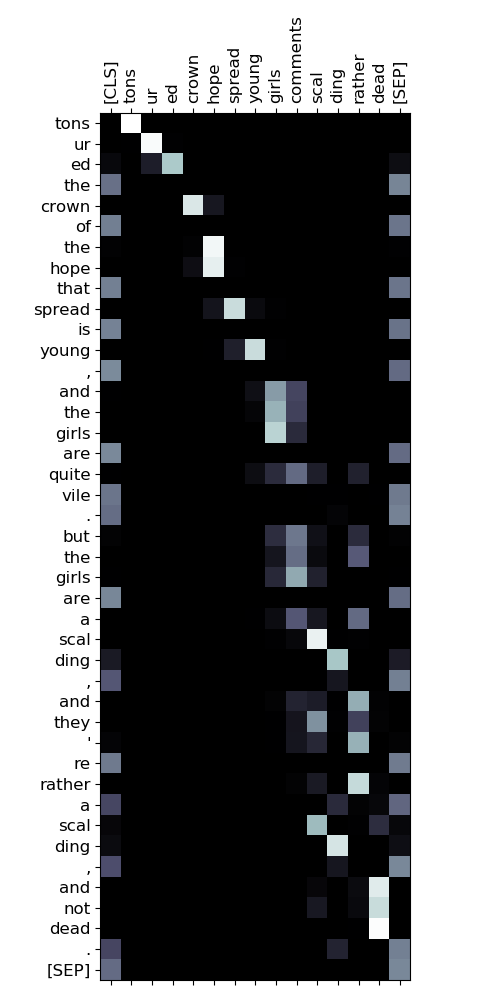 [CLS] tons ur ed crown hope spread young girls comments scal ding rather dead [SEP]
tons
ur
ed
the
crown
of
the
hope
that
spread
is
young
,
and
the
girls
are
quite
vile
.
but
the
girls
are
a
scal
ding
,
and
they
'
re
rather
a
scal
ding
,
and
not
dead
.
[SEP]